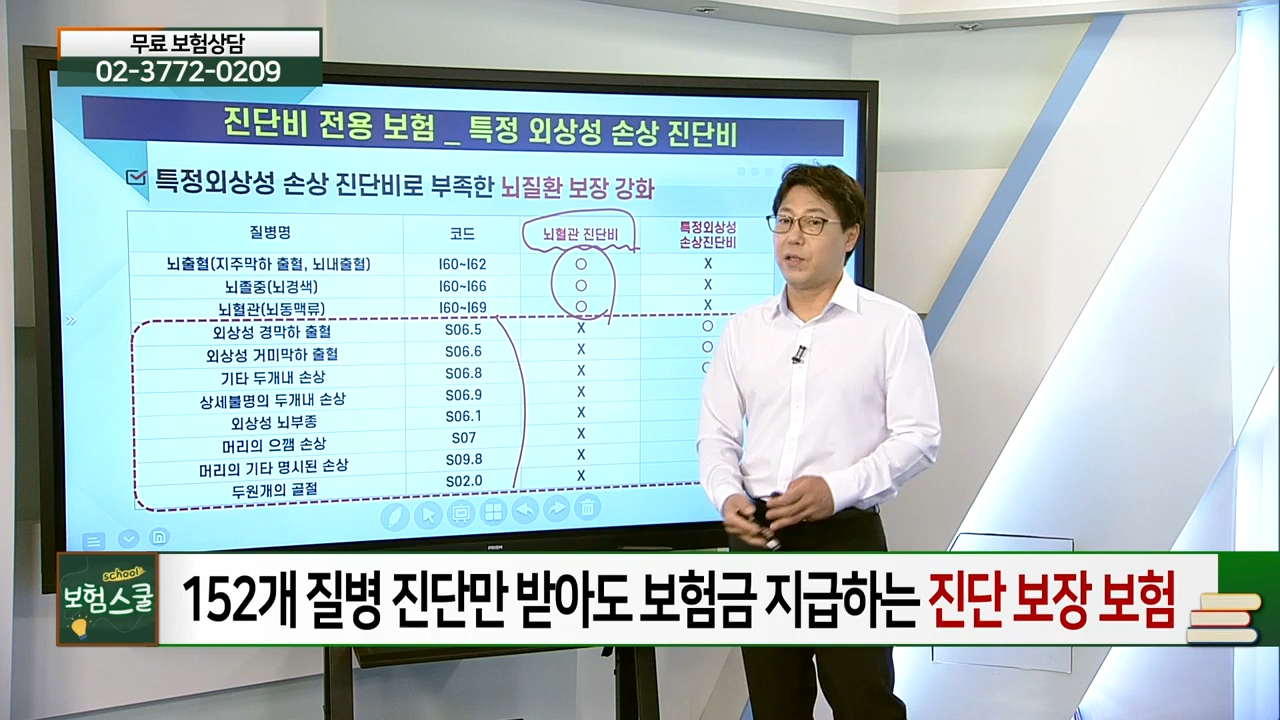 무료 보험상담
02-3772-0209
진단비 전용 보험 _ 특정 외상성 손상 진단비
특정외상성 손상 진단비로 부족한 뇌질환 보장 강화
질병명 코드 뇌혈관 진단비 특정외상성 손상진단비
뇌출혈(지주막하 출혈, 뇌내출혈) I60~I62 O X
뇌졸중(뇌경색) I60~I66 O X
뇌혈관(뇌동맥류) I60~I69 O X
외상성 경막하 출혈 S06.5 X O
외상성 거미막하 출혈 S06.6 X O
기타 두개내 손상 S06.8 X O
상세불명의 두개내 손상 S06.9 X
외상성 뇌부종 S06.1 X
머리의 으깸 손상 S07 X
머리의 기타 명시된 손상 S09.8 X
두원개의 골절 S02.0 X
PRISM
school
보험스쿨
152개 질병 진단만 받아도 보험금 지급하는 진단 보장 보험